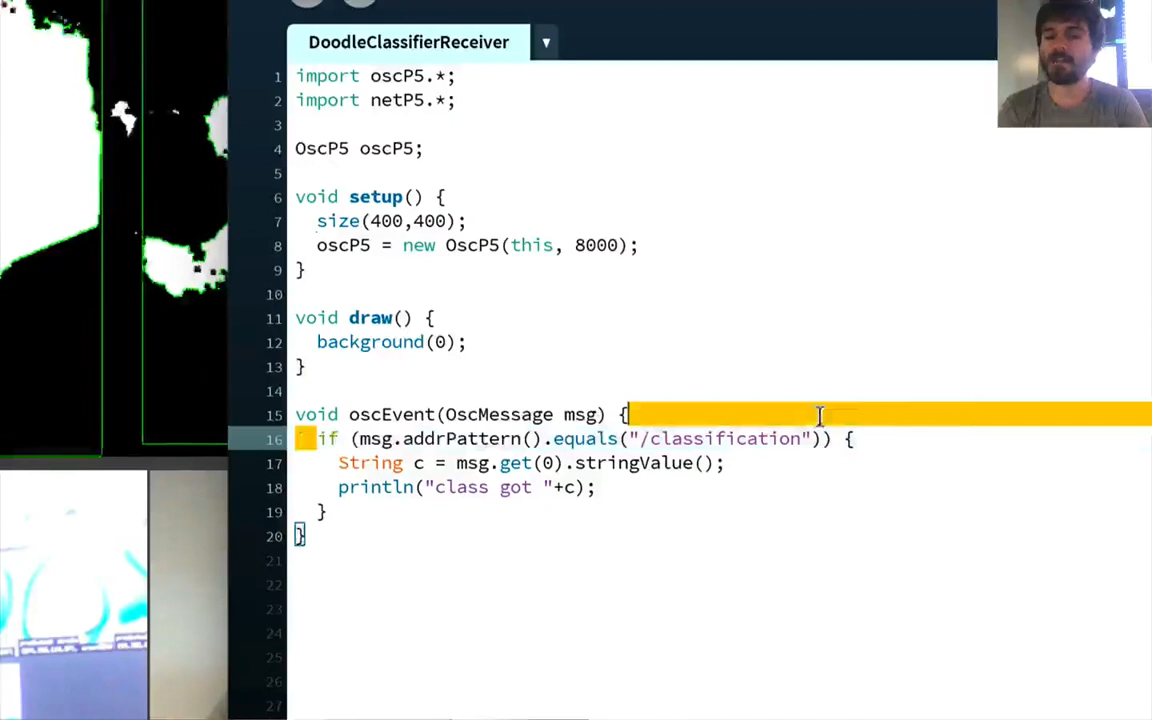 DoodleClassifierReceiver ▼
1 import oscP5.*;
2 import netP5.*;
3
4 OscP5 oscP5;
5
6 void setup() {
7   size(400,400);
8   oscP5 = new OscP5(this, 8000);
9 }
10
11 void draw() {
12   background(0);
13 }
14
15 void oscEvent(OscMessage msg) {
16   if (msg.addrPattern().equals("/classification")) {
17     String c = msg.get(0).stringValue();
18     println("class got "+c);
19   }
20 }
21
22
23
24
25
26
27